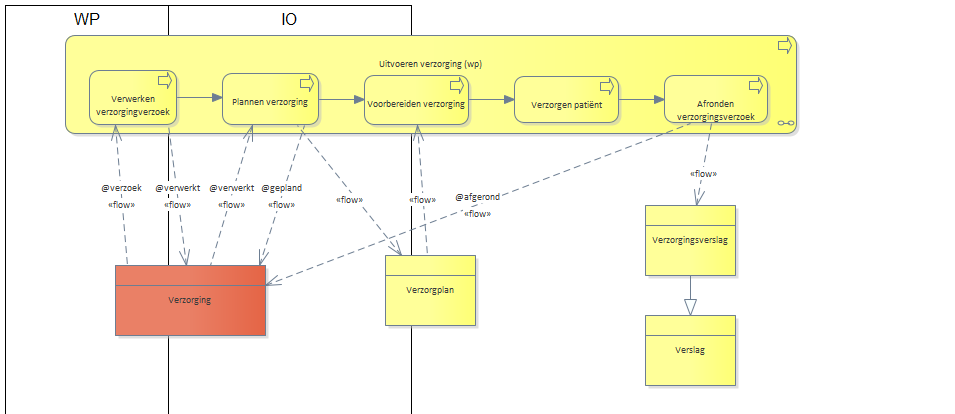 WP
IO
Uitvoeren verzorging (wp)
Verwerken
verzorgingverzoek
Plannen verzorging
Voorbereiden verzorging
Verzorgen patiënt
Afronden
verzorgingsverzoek
@verzoek
«flow»
@verwerkt
«flow»
@verwerkt
«flow»
@gepland
«flow»
«flow»
«flow»
@afgerond
«flow»
«flow»
Verzorging
Verzorgplan
Verzorgingsverslag
Verslag